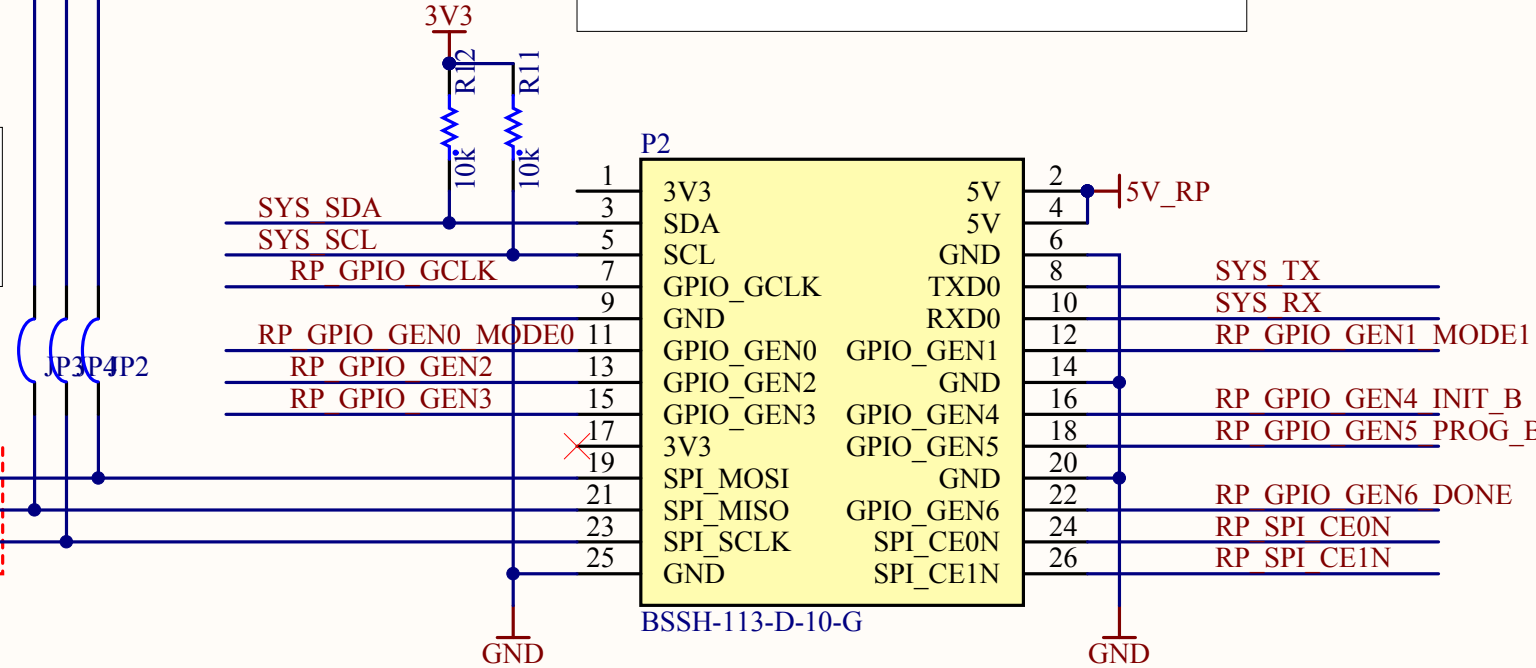 3V3
R12
R11
10k
10k
P2
1 3V3 5V 2
5V_RP
SYS_SDA 3 SDA 5V 4
SYS_SCL 5 SCL GND 6
RP_GPIO_GCLK 7 GPIO_GCLK TXD0 8 SYS_TX
9 GND RXD0 10 SYS_RX
RP_GPIO_GEN0_MODE0 11 GPIO_GEN0 GPIO_GEN1 12 RP_GPIO_GEN1_MODE1
JP3 JP4 JP2
RP_GPIO_GEN2 13 GPIO_GEN2 GND 14
RP_GPIO_GEN3 15 GPIO_GEN3 GPIO_GEN4 16 RP_GPIO_GEN4_INIT_B
17 3V3 GPIO_GEN5 18 RP_GPIO_GEN5_PROG_B
19 SPI_MOSI GND 20
21 SPI_MISO GPIO_GEN6 22 RP_GPIO_GEN6_DONE
23 SPI_SCLK SPI_CE0N 24 RP_SPI_CE0N
25 GND SPI_CE1N 26 RP_SPI_CE1N
BSSH-113-D-10-G
GND
GND